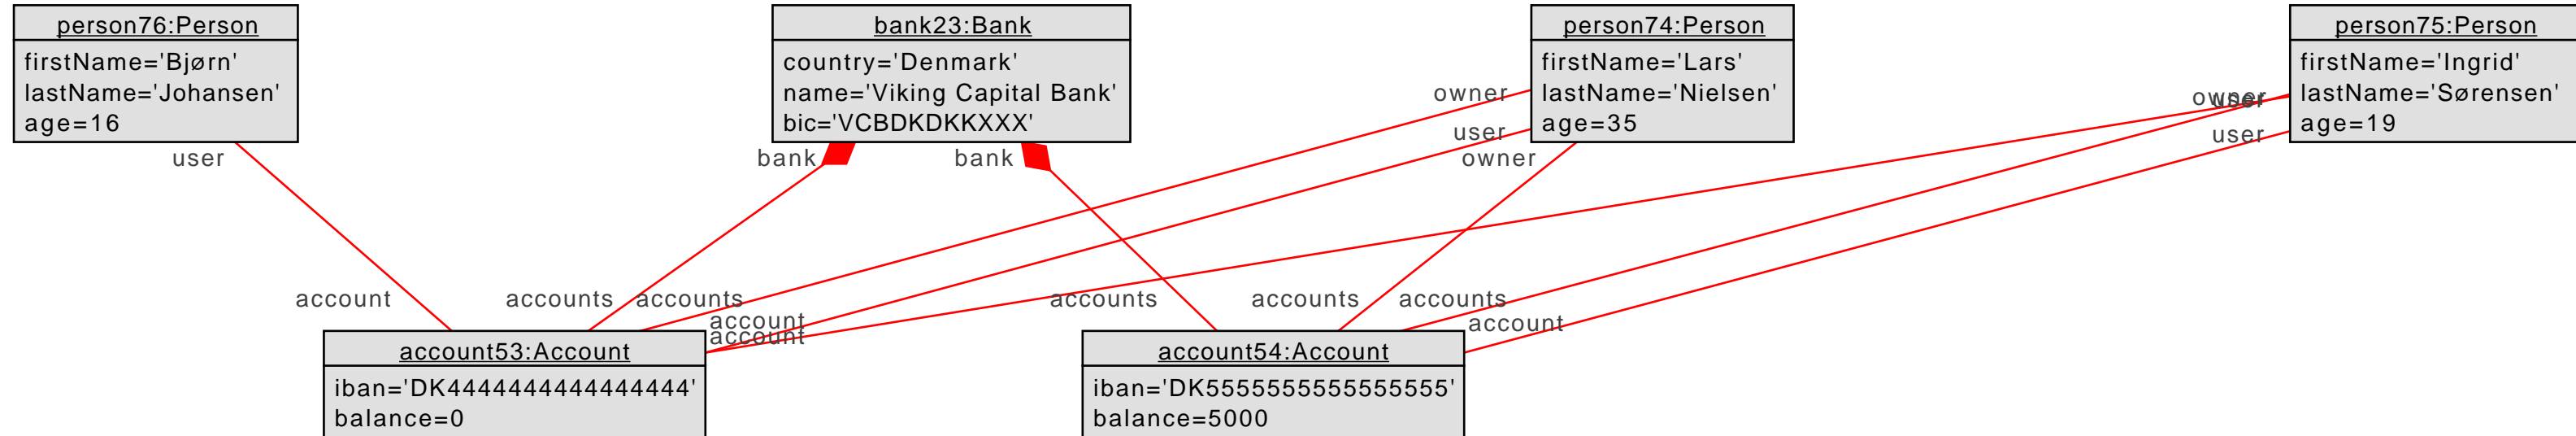 person76:Person
firstName='Bjørn'
lastName='Johansen'
age=16
bank23:Bank
country='Denmark'
name='Viking Capital Bank'
bic='VCBDKDKKXXX'
person74:Person
firstName='Lars'
lastName='Nielsen'
age=35
person75:Person
firstName='Ingrid'
lastName='Sørensen'
age=19
user
bank
bank
owner
user
owner
owner
user
user
account
accounts
accounts
account
account
accounts
accounts
accounts
account
account53:Account
iban='DK4444444444444444'
balance=0
account54:Account
iban='DK5555555555555555'
balance=5000